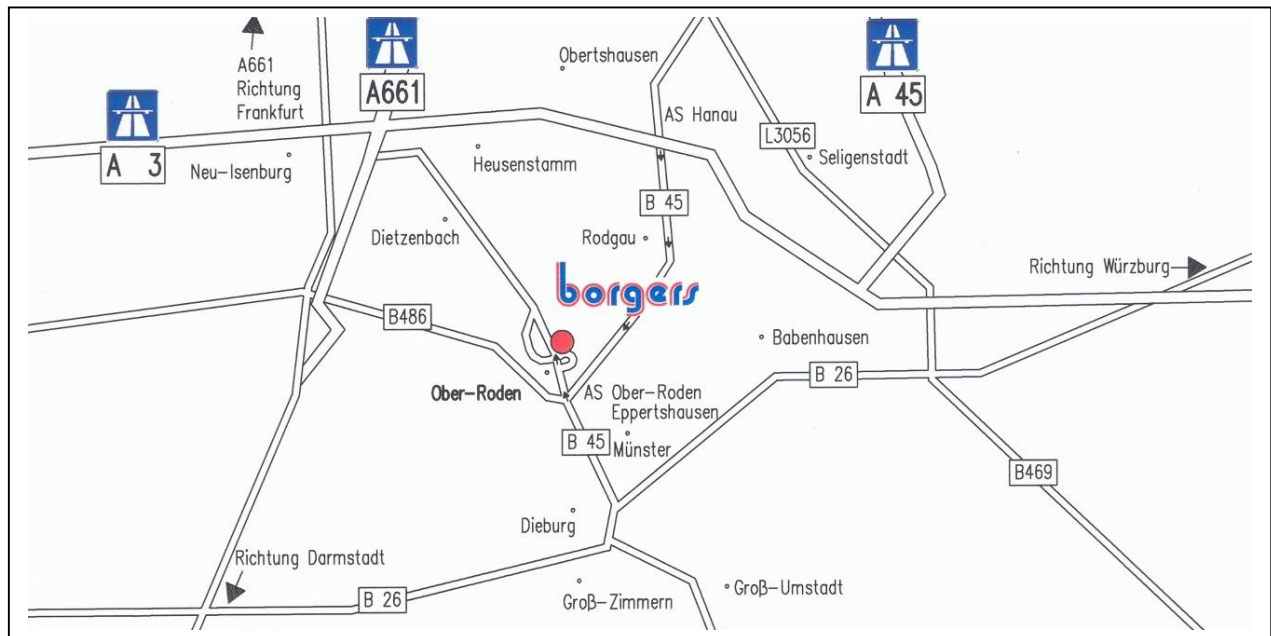 A661
Richtung
Frankfurt
A661
Obertshausen
A 45
A 3
Neu-Isenburg
Heusenstamm
AS Hanau
L3056
Seligenstadt
B 45
Dietzenbach
Rodgau
Richtung Würzburg
borgers
B486
Babenhausen
B 26
Ober-Roden
AS Ober-Roden
Eppertshausen
B 45
Münster
B469
Dieburg
Richtung Darmstadt
B 26
Groß-Zimmern
Groß-Umstadt